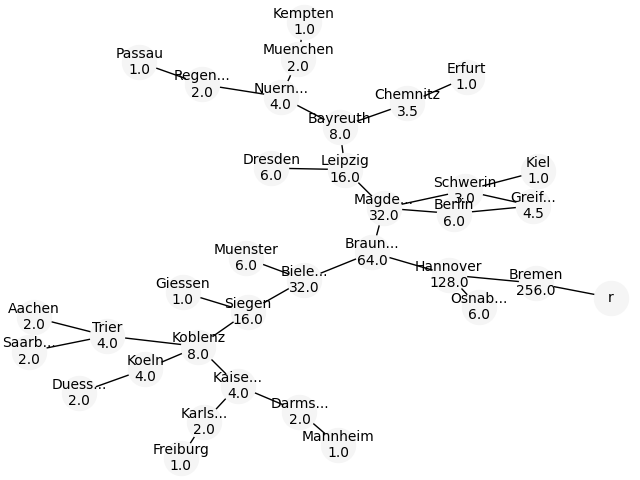 Kempten
1.0
Muenchen
2.0
Passau
1.0
Regen...
2.0
Nuern...
4.0
Erfurt
1.0
Chemnitz
3.5
Bayreuth
8.0
Dresden
6.0
Leipzig
16.0
Kiel
1.0
Schwerin
3.0
Magde...
32.0
Berlin
6.0
Greif...
4.5
Braun...
64.0
Muenster
6.0
Biele...
32.0
Hannover
128.0
Bremen
256.0
r
Osnab...
6.0
Giessen
1.0
Siegen
16.0
Aachen
2.0
Trier
4.0
Saarb...
2.0
Koblenz
8.0
Koeln
4.0
Duess...
2.0
Kaise...
4.0
Karls...
2.0
Darms...
2.0
Mannheim
1.0
Freiburg
1.0